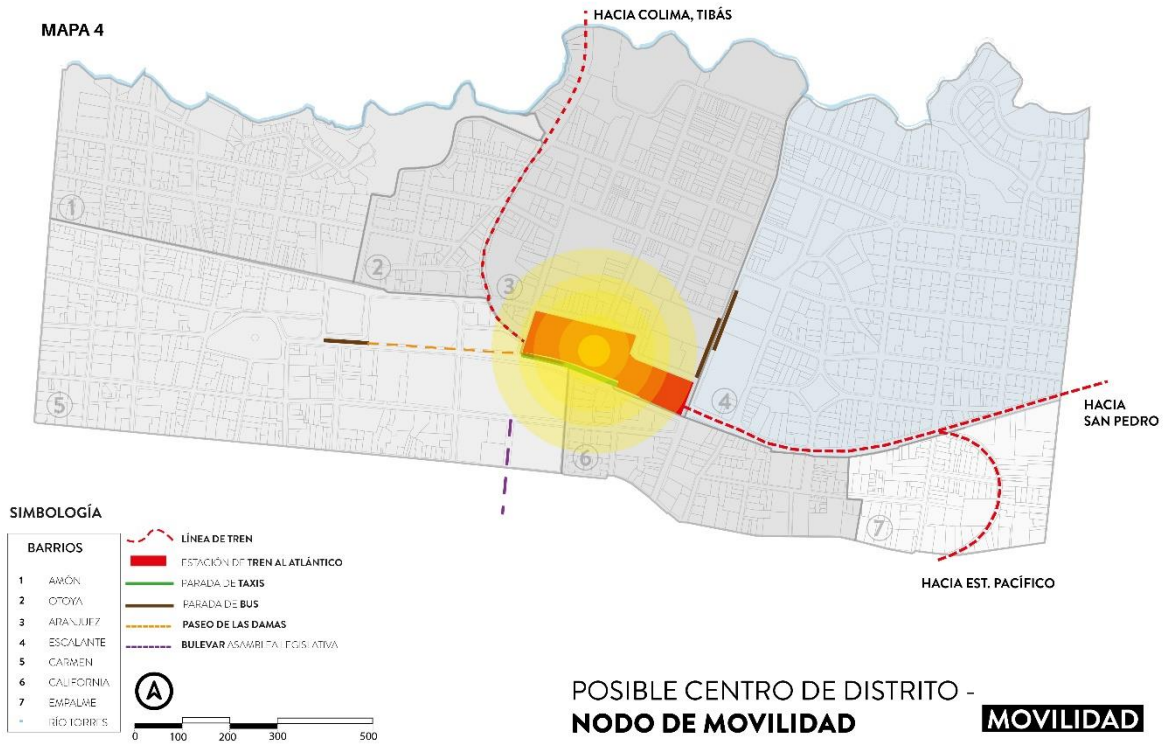 MAPA 4
HACIA COLIMA, TIBÁS
1
2
3
4
5
6
7
HACIA
SAN PEDRO
HACIA EST. PACÍFICO
SIMBOLOGÍA
BARRIOS
1 AMÓN
2 OTOYA
3 ARANJUEZ
4 ESCALANTE
5 CARMEN
6 CALIFORNIA
7 EMPALME
RÍO TORRES
LÍNEA DE TREN
ESTACIÓN DE TREN AL ATLÁNTICO
PARADA DE TAXIS
PARADA DE BUS
PASEO DE LAS DAMAS
BULEVAR ASAMBLEA LEGISLATIVA
A
0 100 200 300 500
POSIBLE CENTRO DE DISTRITO -
NODO DE MOVILIDAD
MOVILIDAD